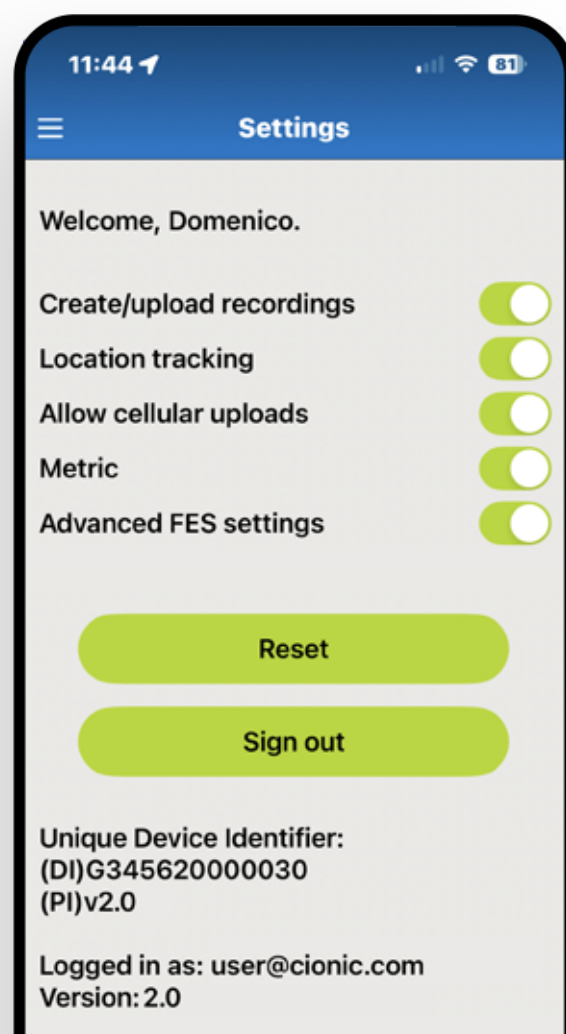 11:44
81
Settings
Welcome, Domenico.
Create/upload recordings
Location tracking
Allow cellular uploads
Metric
Advanced FES settings
Reset
Sign out
Unique Device Identifier:
(DI)G345620000030
(PI)v2.0
Logged in as: user@cionic.com
Version: 2.0